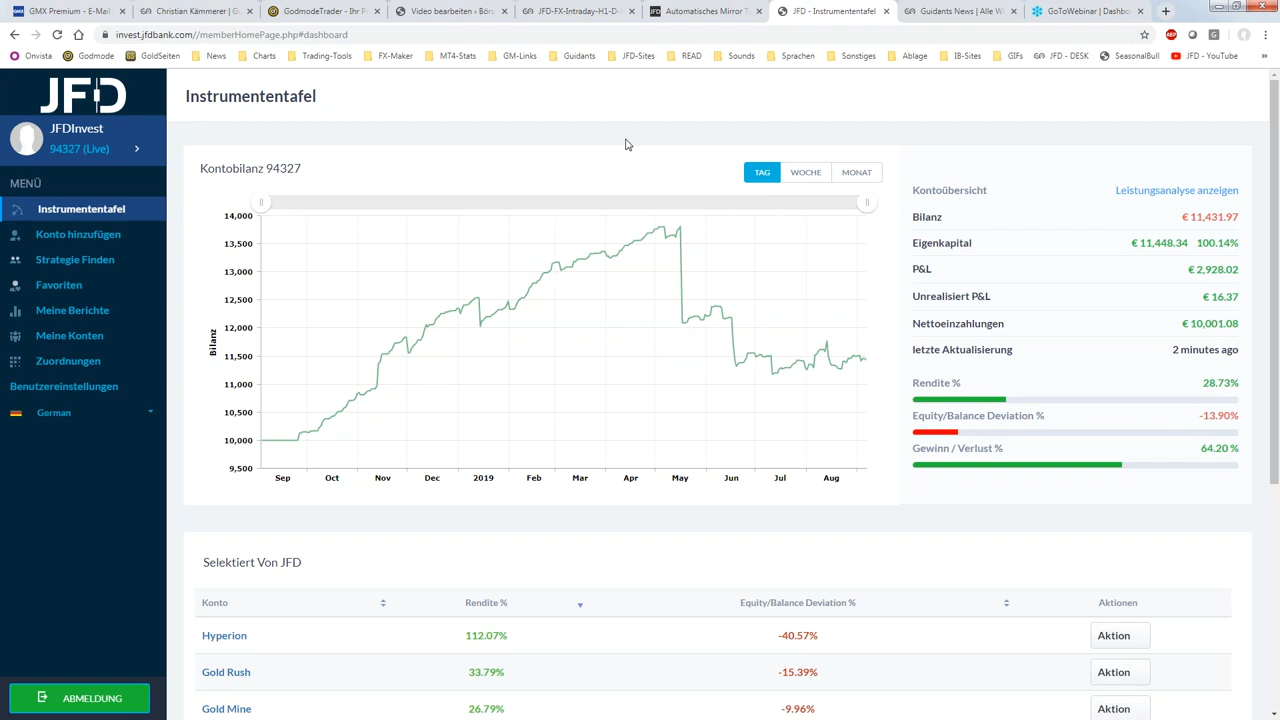 GMX Premium - E-Mail
Christian Kämmerer | G
GodmodeTrader - Ihr P
Video bearbeiten • Börs
JFD-FX-Intraday-H1-D-V
Automatisches Mirror T
JFD - Instrumententafel
Guidants News | Alle W
GoToWebinar | Dashbo
invest.jfdbank.com//memberHomePage.php#dashboard
Onvista
Godmode
GoldSeiten
News
Charts
Trading-Tools
FX-Maker
MT4-Stats
GM-Links
Guidants
JFD-Sites
READ
Sounds
Sprachen
Sonstiges
Ablage
IB-Sites
GIFs
JFD - DESK
SeasonalBull
JFD - YouTube
»
JFD
JFDInvest
94327 (Live)
MENÜ
Instrumententafel
Konto hinzufügen
Strategie Finden
Favoriten
Meine Berichte
Meine Konten
Zuordnungen
Benutzereinstellungen
German
ABMELDUNG
Instrumententafel
Kontobilanz 94327
TAG WOCHE MONAT
14,000
13,500
13,000
12,500
12,000
11,500
11,000
10,500
10,000
9,500
Bilanz
Sep Oct Nov Dec 2019 Feb Mar Apr May Jun Jul Aug
Kontoübersicht Leistungsanalyse anzeigen
Bilanz € 11,431.97
Eigenkapital € 11,448.34 100.14%
P&L € 2,928.02
Unrealisiert P&L € 16.37
Nettoeinzahlungen € 10,001.08
letzte Aktualisierung 2 minutes ago
Rendite % 28.73%
Equity/Balance Deviation % -13.90%
Gewinn / Verlust % 64.20 %
Selektiert Von JFD
Konto Rendite % Equity/Balance Deviation % Aktionen
Hyperion 112.07% -40.57% Aktion
Gold Rush 33.79% -15.39% Aktion
Gold Mine 26.79% -9.96% Aktion